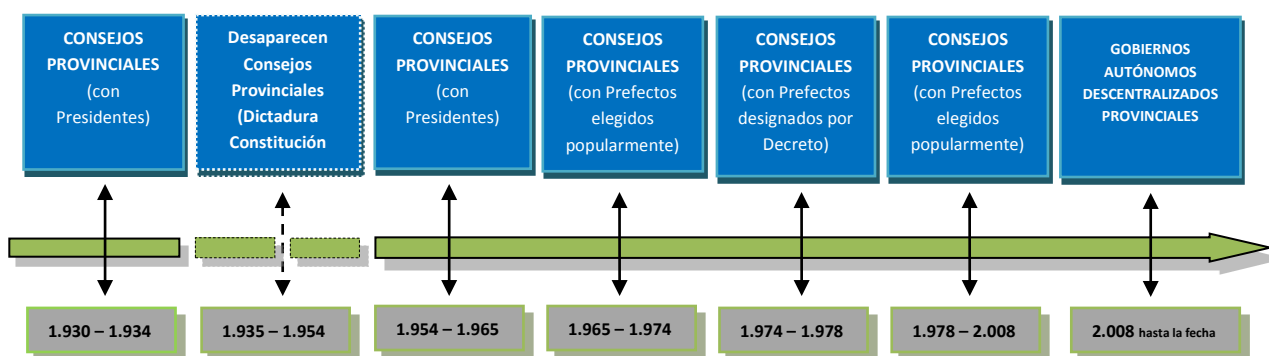 CONSEJOS
PROVINCIALES
(con
Presidentes)
Desaparecen
Consejos
Provinciales
(Dictadura
Constitución
CONSEJOS
PROVINCIALES
(con
Presidentes)
CONSEJOS
PROVINCIALES
(con Prefectos
elegidos
popularmente)
CONSEJOS
PROVINCIALES
(con Prefectos
designados por
Decreto)
CONSEJOS
PROVINCIALES
(con Prefectos
elegidos
popularmente)
GOBIERNOS
AUTÓNOMOS
DESCENTRALIZADOS
PROVINCIALES
1.930 – 1.934
1.935 – 1.954
1.954 – 1.965
1.965 – 1.974
1.974 – 1.978
1.978 – 2.008
2.008 hasta la fecha